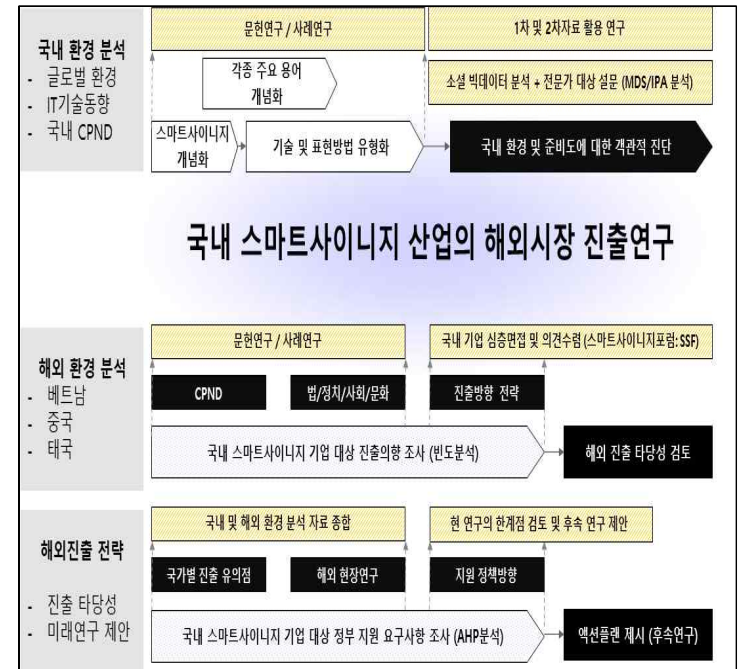 국내 환경 분석
- 글로벌 환경
- IT기술동향
- 국내 CPND
문헌연구 / 사례연구
1차 및 2차자료 활용 연구
각종 주요 용어
개념화
소셜 빅데이터 분석 + 전문가 대상 설문 (MDS/IPA 분석)
스마트사이니지
개념화
기술 및 표현방법 유형화
국내 환경 및 준비도에 대한 객관적 진단
국내 스마트사이니지 산업의 해외시장 진출연구
해외 환경 분석
- 베트남
- 중국
- 태국
문헌연구 / 사례연구
국내 기업 심층면접 및 의견수렴 (스마트사이니지포럼: SSF)
CPND
법/정치/사회/문화
진출방향 전략
국내 스마트사이니지 기업 대상 진출의향 조사 (빈도분석)
해외 진출 타당성 검토
해외진출 전략
- 진출 타당성
- 미래연구 제안
국내 및 해외 환경 분석 자료 종합
현 연구의 한계점 검토 및 후속 연구 제안
국가별 진출 유의점
해외 현장연구
지원 정책방향
국내 스마트사이니지 기업 대상 정부 지원 요구사항 조사 (AHP분석)
액션플랜 제시 (후속연구)